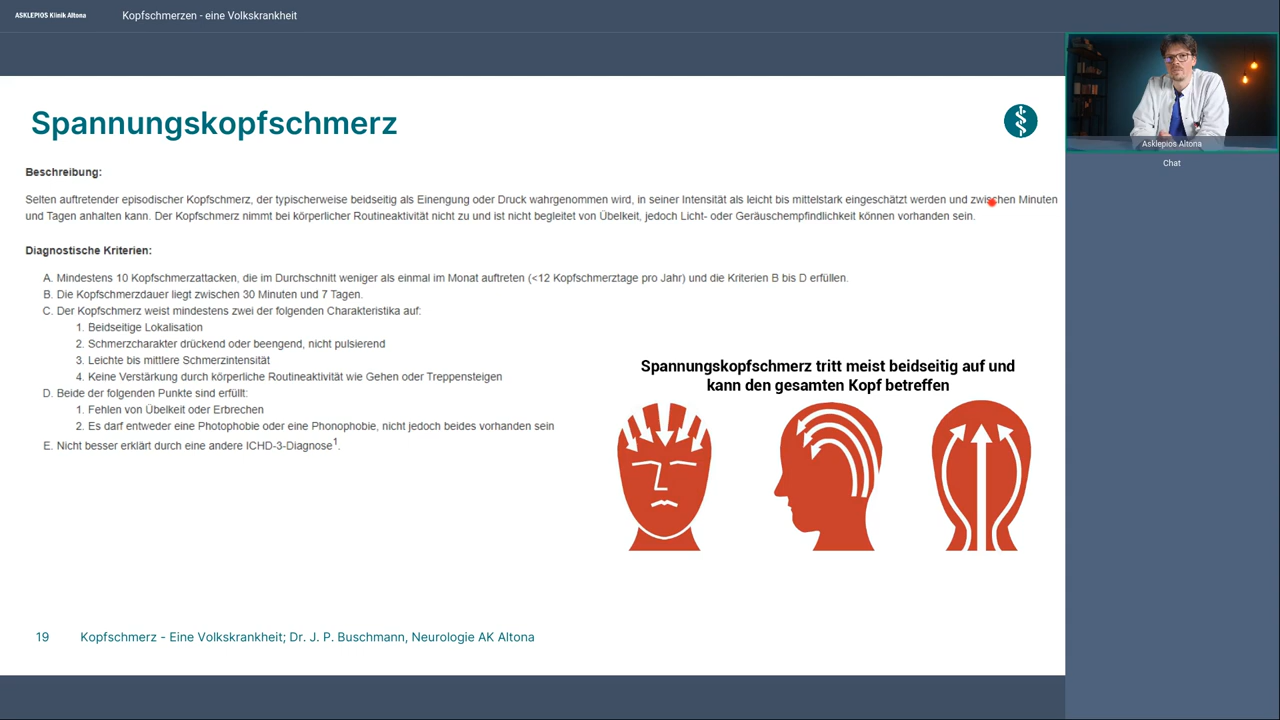 ASKLEPIOS Klinik Altona
Kopfschmerzen - eine Volkskrankheit
Spannungskopfschmerz
Beschreibung:
Selten auftretender episodischer Kopfschmerz, der typischerweise beidseitig als Einengung oder Druck wahrgenommen wird, in seiner Intensität als leicht bis mittelstark eingeschätzt werden und zwischen Minuten
und Tagen anhalten kann. Der Kopfschmerz nimmt bei körperlicher Routineaktivität nicht zu und ist nicht begleitet von Übelkeit, jedoch Licht- oder Geräuschempfindlichkeit können vorhanden sein.
Diagnostische Kriterien:
A. Mindestens 10 Kopfschmerzattacken, die im Durchschnitt weniger als einmal im Monat auftreten (<12 Kopfschmerztage pro Jahr) und die Kriterien B bis D erfüllen.
B. Die Kopfschmerzdauer liegt zwischen 30 Minuten und 7 Tagen.
C. Der Kopfschmerz weist mindestens zwei der folgenden Charakteristika auf:
1. Beidseitige Lokalisation
2. Schmerzcharakter drückend oder beengend, nicht pulsierend
3. Leichte bis mittlere Schmerzintensität
4. Keine Verstärkung durch körperliche Routineaktivität wie Gehen oder Treppensteigen
D. Beide der folgenden Punkte sind erfüllt:
1. Fehlen von Übelkeit oder Erbrechen
2. Es darf entweder eine Photophobie oder eine Phonophobie, nicht jedoch beides vorhanden sein
E. Nicht besser erklärt durch eine andere ICHD-3-Diagnose1.
Spannungskopfschmerz tritt meist beidseitig auf und
kann den gesamten Kopf betreffen
19
Kopfschmerz - Eine Volkskrankheit; Dr. J. P. Buschmann, Neurologie AK Altona
Asklepios Altona
Chat